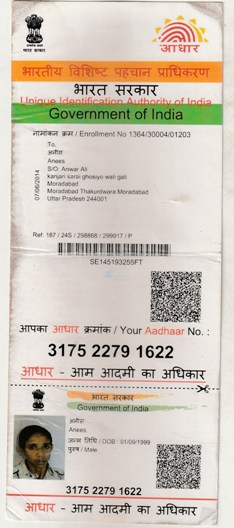 आधार
भारतीय विशिष्ट पहचान प्राधिकरण
भारत सरकार
Unique Identification Authority of India
Government of India
नामांकन क्रम / Enrollment No 1364/30004/01203
To,
अनीस
Anees
S/O: Anwar Ali
kanjari sarai ghosiyo wali gali
Moradabad
Moradabad Thakurdwara Moradabad
Uttar Pradesh 244001
07/06/2014
Ref: 187 / 24S / 298868 / 299917 / P
SE145193255FT
आपका आधार क्रमांक / Your Aadhaar No. :
3175 2279 1622
आधार - आम आदमी का अधिकार
भारत सरकार
Government of India
अनीस
Anees
जन्म तिथि / DOB : 01/09/1999
पुरुष / Male
3175 2279 1622
आधार - आम आदमी का अधिकार